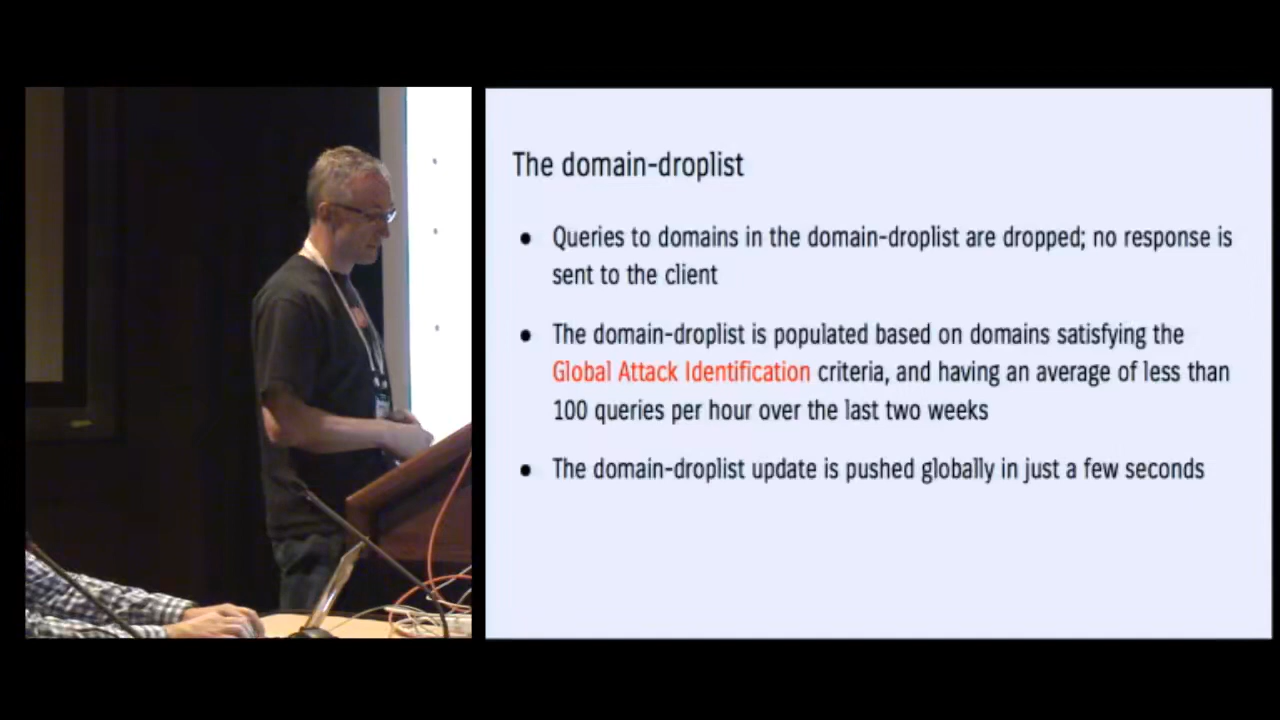 The domain-droplist
● Queries to domains in the domain-droplist are dropped; no response is
sent to the client
● The domain-droplist is populated based on domains satisfying the
Global Attack Identification criteria, and having an average of less than
100 queries per hour over the last two weeks
● The domain-droplist update is pushed globally in just a few seconds